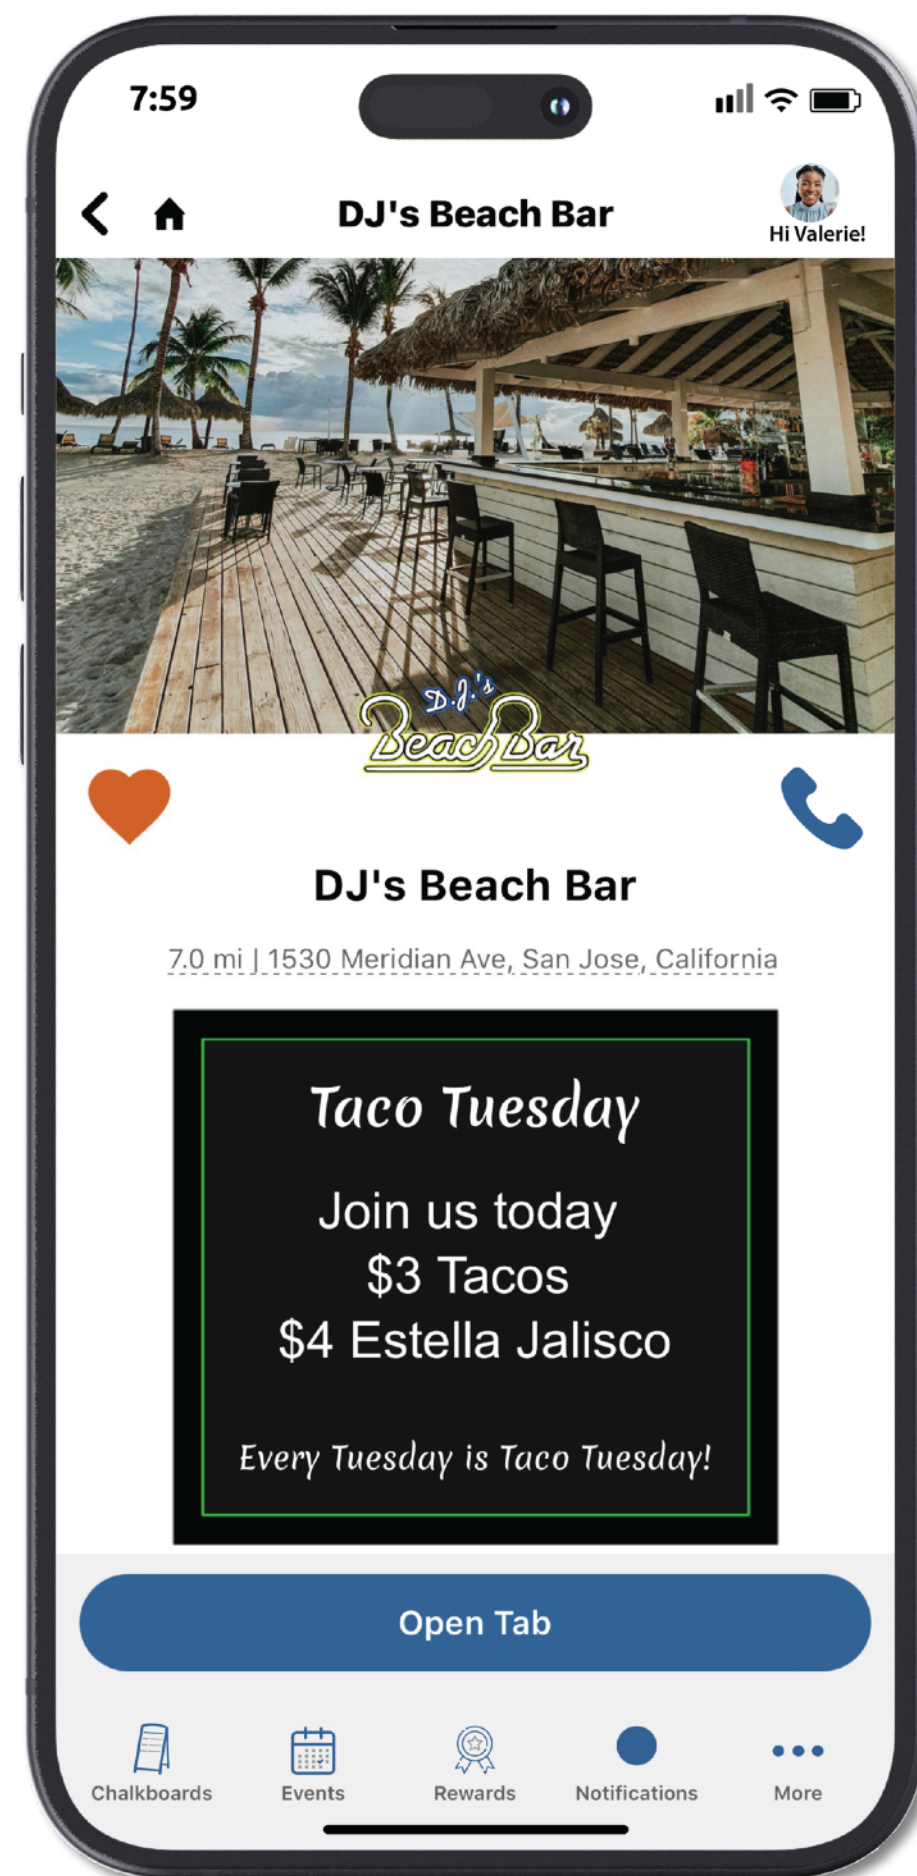 7:59
DJ's Beach Bar
Hi Valerie!
D.J.'s
Beach Bar
DJ's Beach Bar
7.0 mi | 1530 Meridian Ave, San Jose, California
Taco Tuesday
Join us today
$3 Tacos
$4 Estella Jalisco
Every Tuesday is Taco Tuesday!
Open Tab
Chalkboards
Events
Rewards
Notifications
More